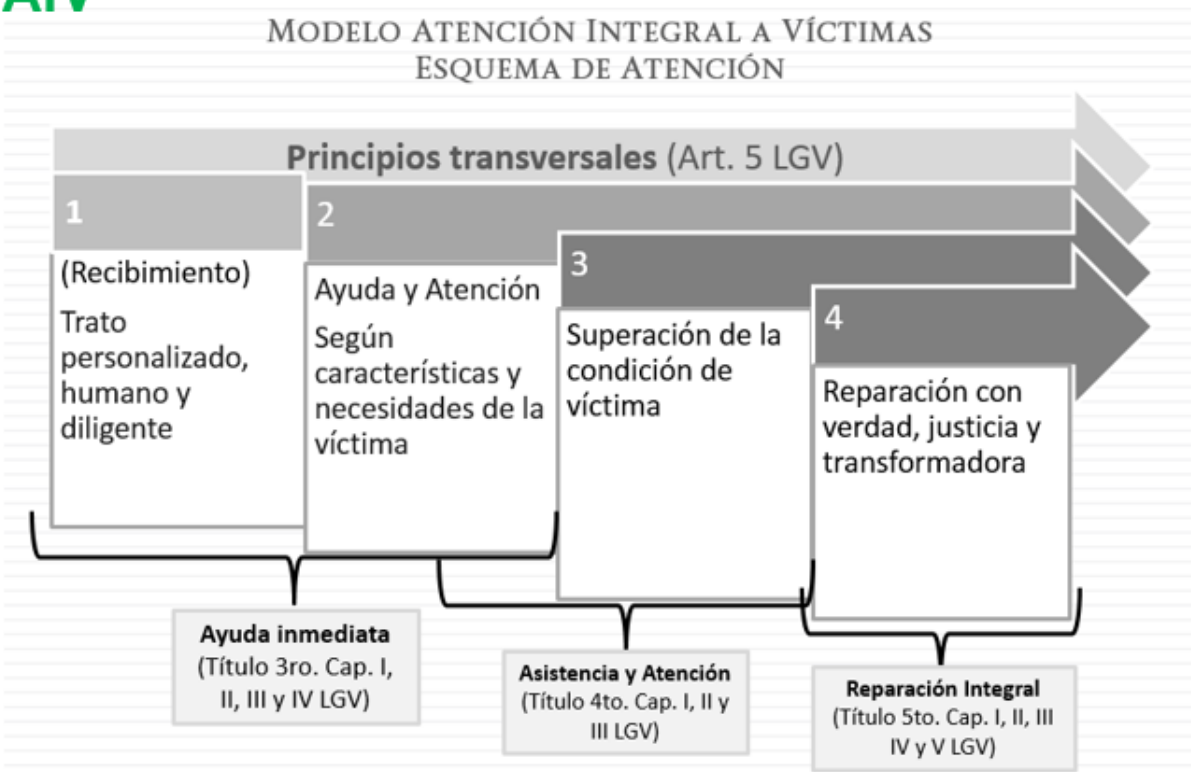 MODELO ATENCIÓN INTEGRAL A VÍCTIMAS
ESQUEMA DE ATENCIÓN
Principios transversales (Art. 5 LGV)
1
(Recibimiento)
Trato
personalizado,
humano y
diligente
2
Ayuda y Atención
Según
características y
necesidades de la
víctima
3
Superación de la
condición de
víctima
4
Reparación con
verdad, justicia y
transformadora
Ayuda inmediata
(Título 3ro. Cap. I,
II, III y IV LGV)
Asistencia y Atención
(Título 4to. Cap. I, II y
III LGV)
Reparación Integral
(Título 5to. Cap. I, II, III
IV y V LGV)